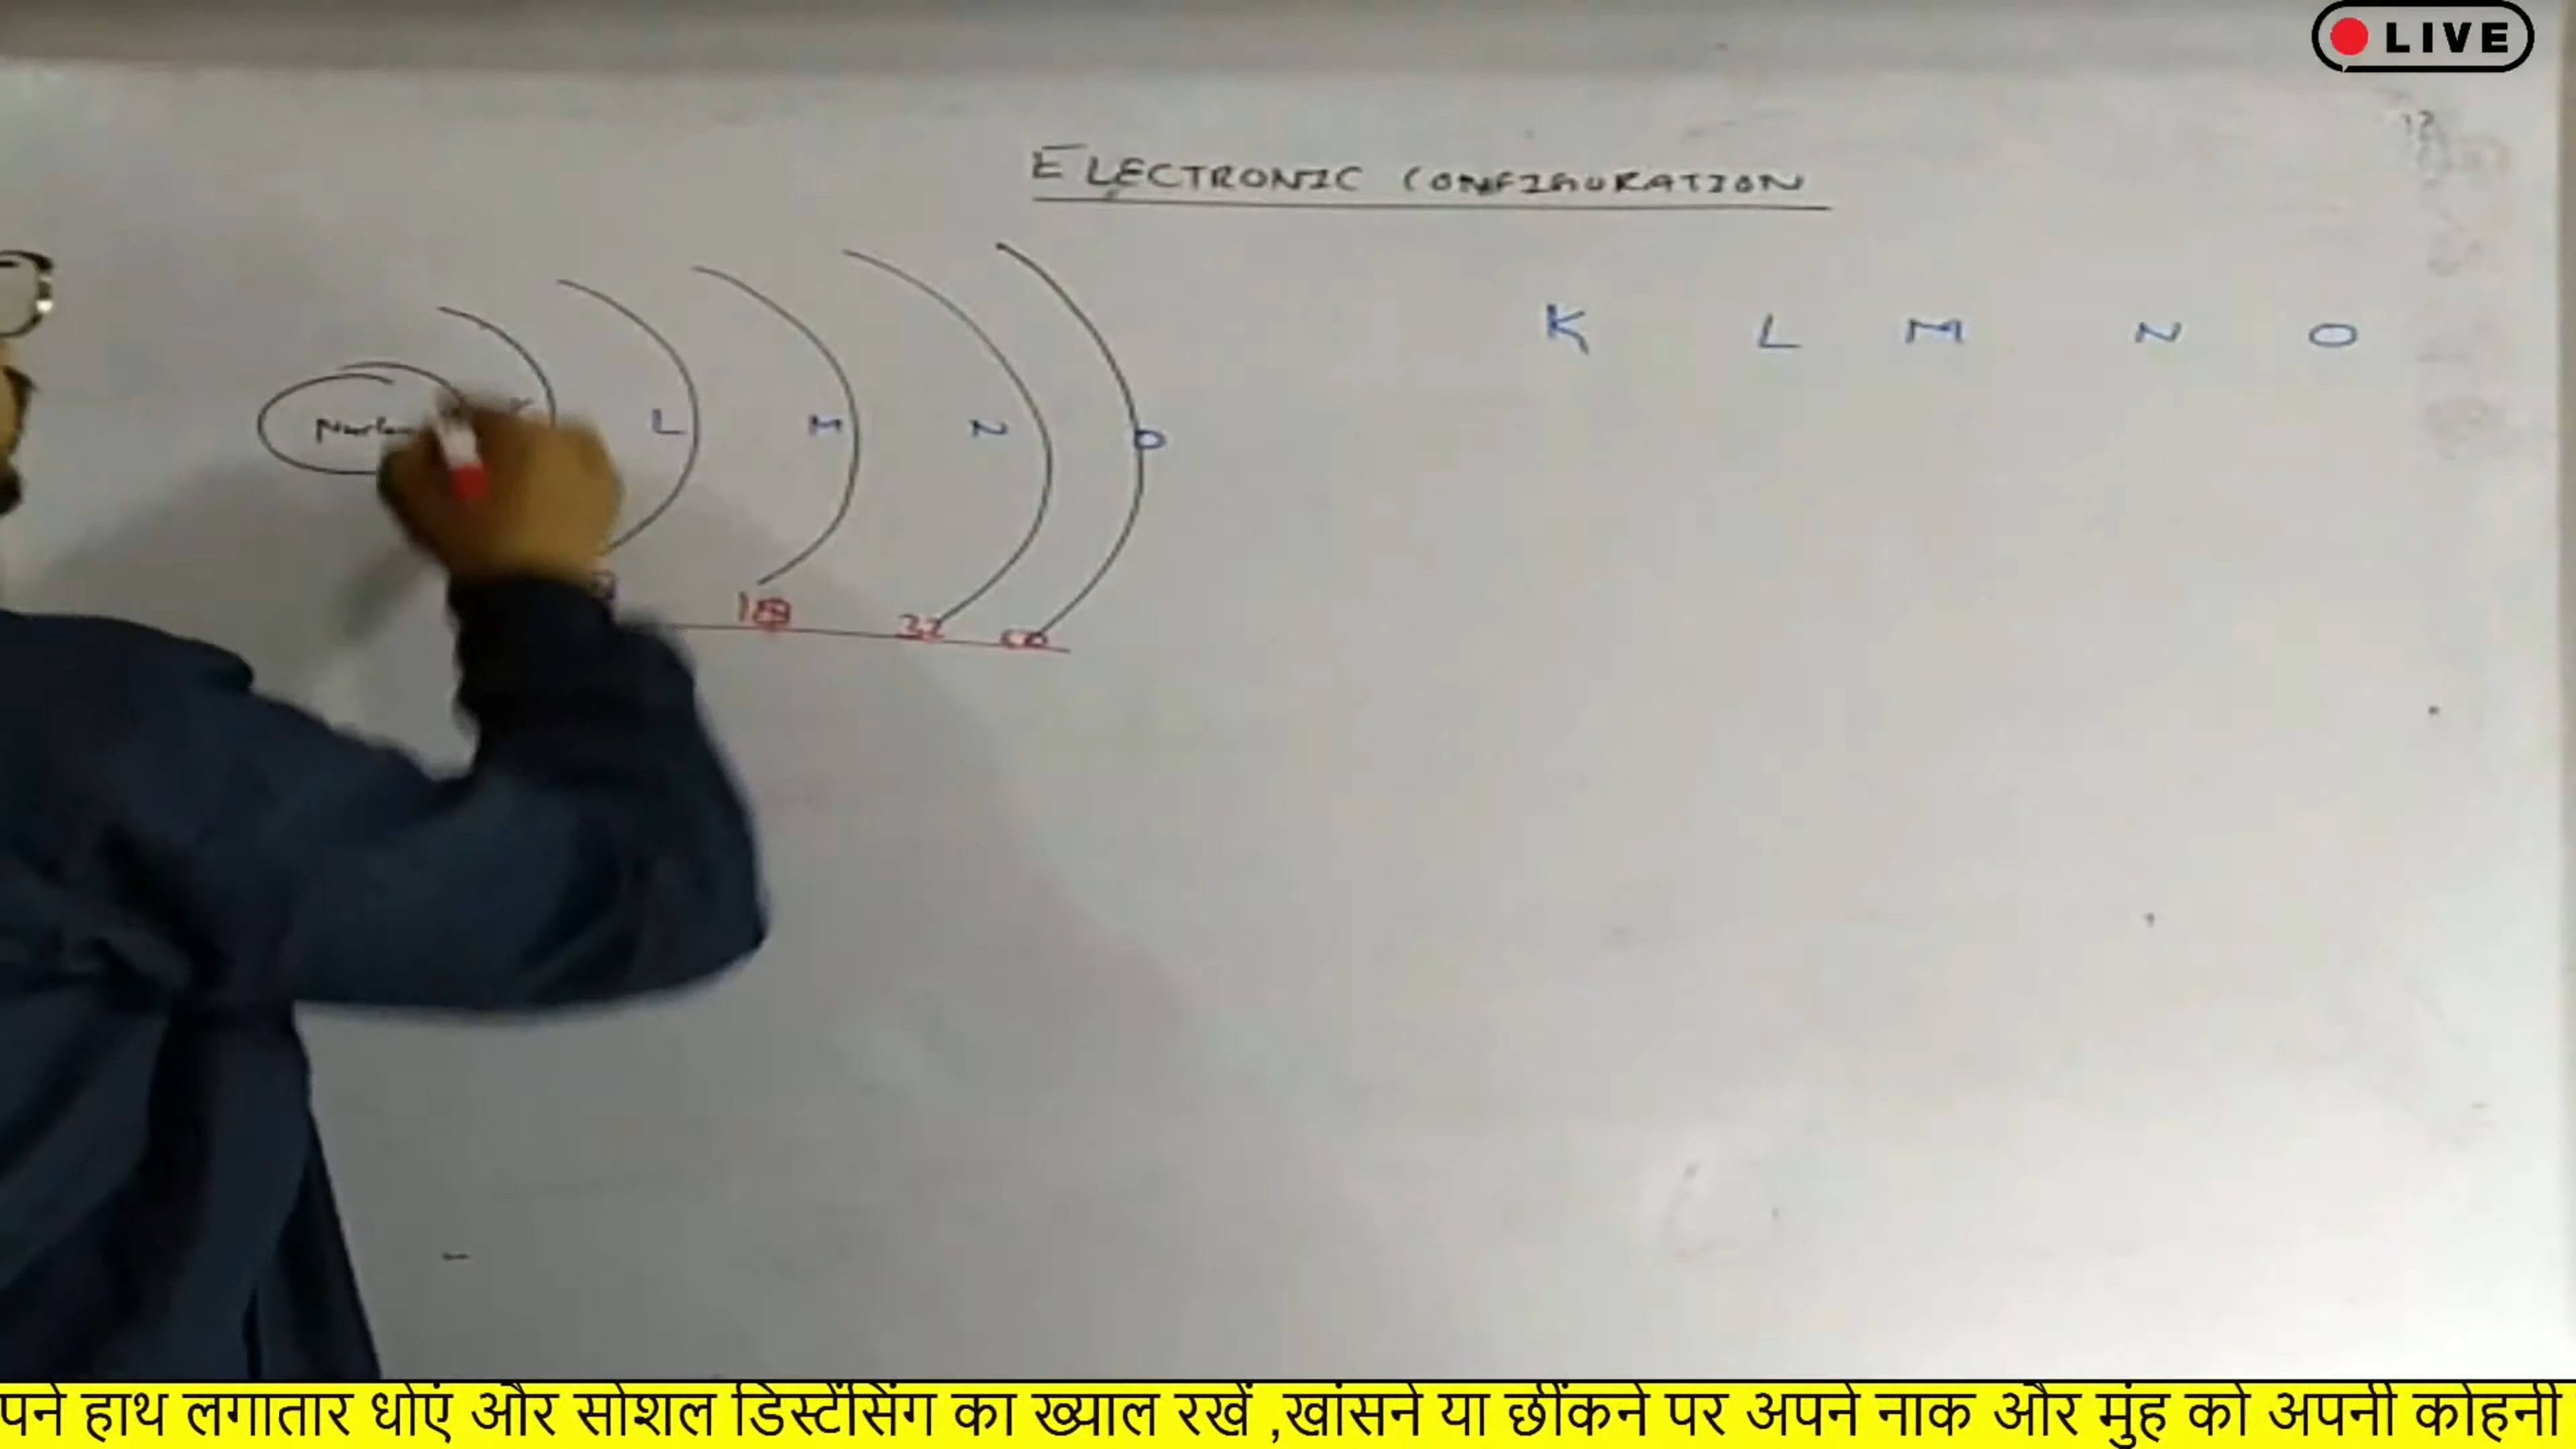 LIVE
ELECTRONIC CONFIGURATION
K L M N O
L M N O
18 32
पने हाथ लगातार धोएं और सोशल डिस्टेंसिंग का ख्याल रखें ,खांसने या छींकने पर अपने नाक और मुंह को अपनी कोहनी